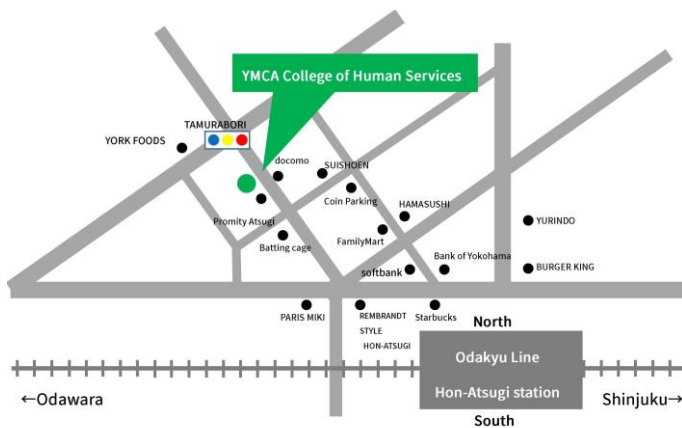 YMCA College of Human Services
TAMURABORI
YORK FOODS
docomo
SUISHOEN
Coin Parking
Promity Atsugi
HAMASUSHI
Batting cage
FamilyMart
YURINDO
Bank of Yokohama
softbank
BURGER KING
PARIS MIKI
REMBRANDT
STYLE
HON-ATSUGI
Starbucks
North
Odakyu Line
Hon-Atsugi station
←Odawara
Shinjuku→
South